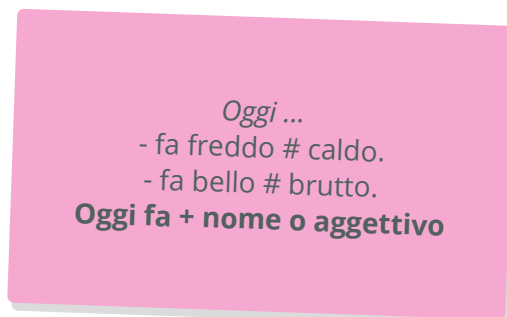 Oggi ...
- fa freddo # caldo.
- fa bello # brutto.
Oggi fa + nome o aggettivo